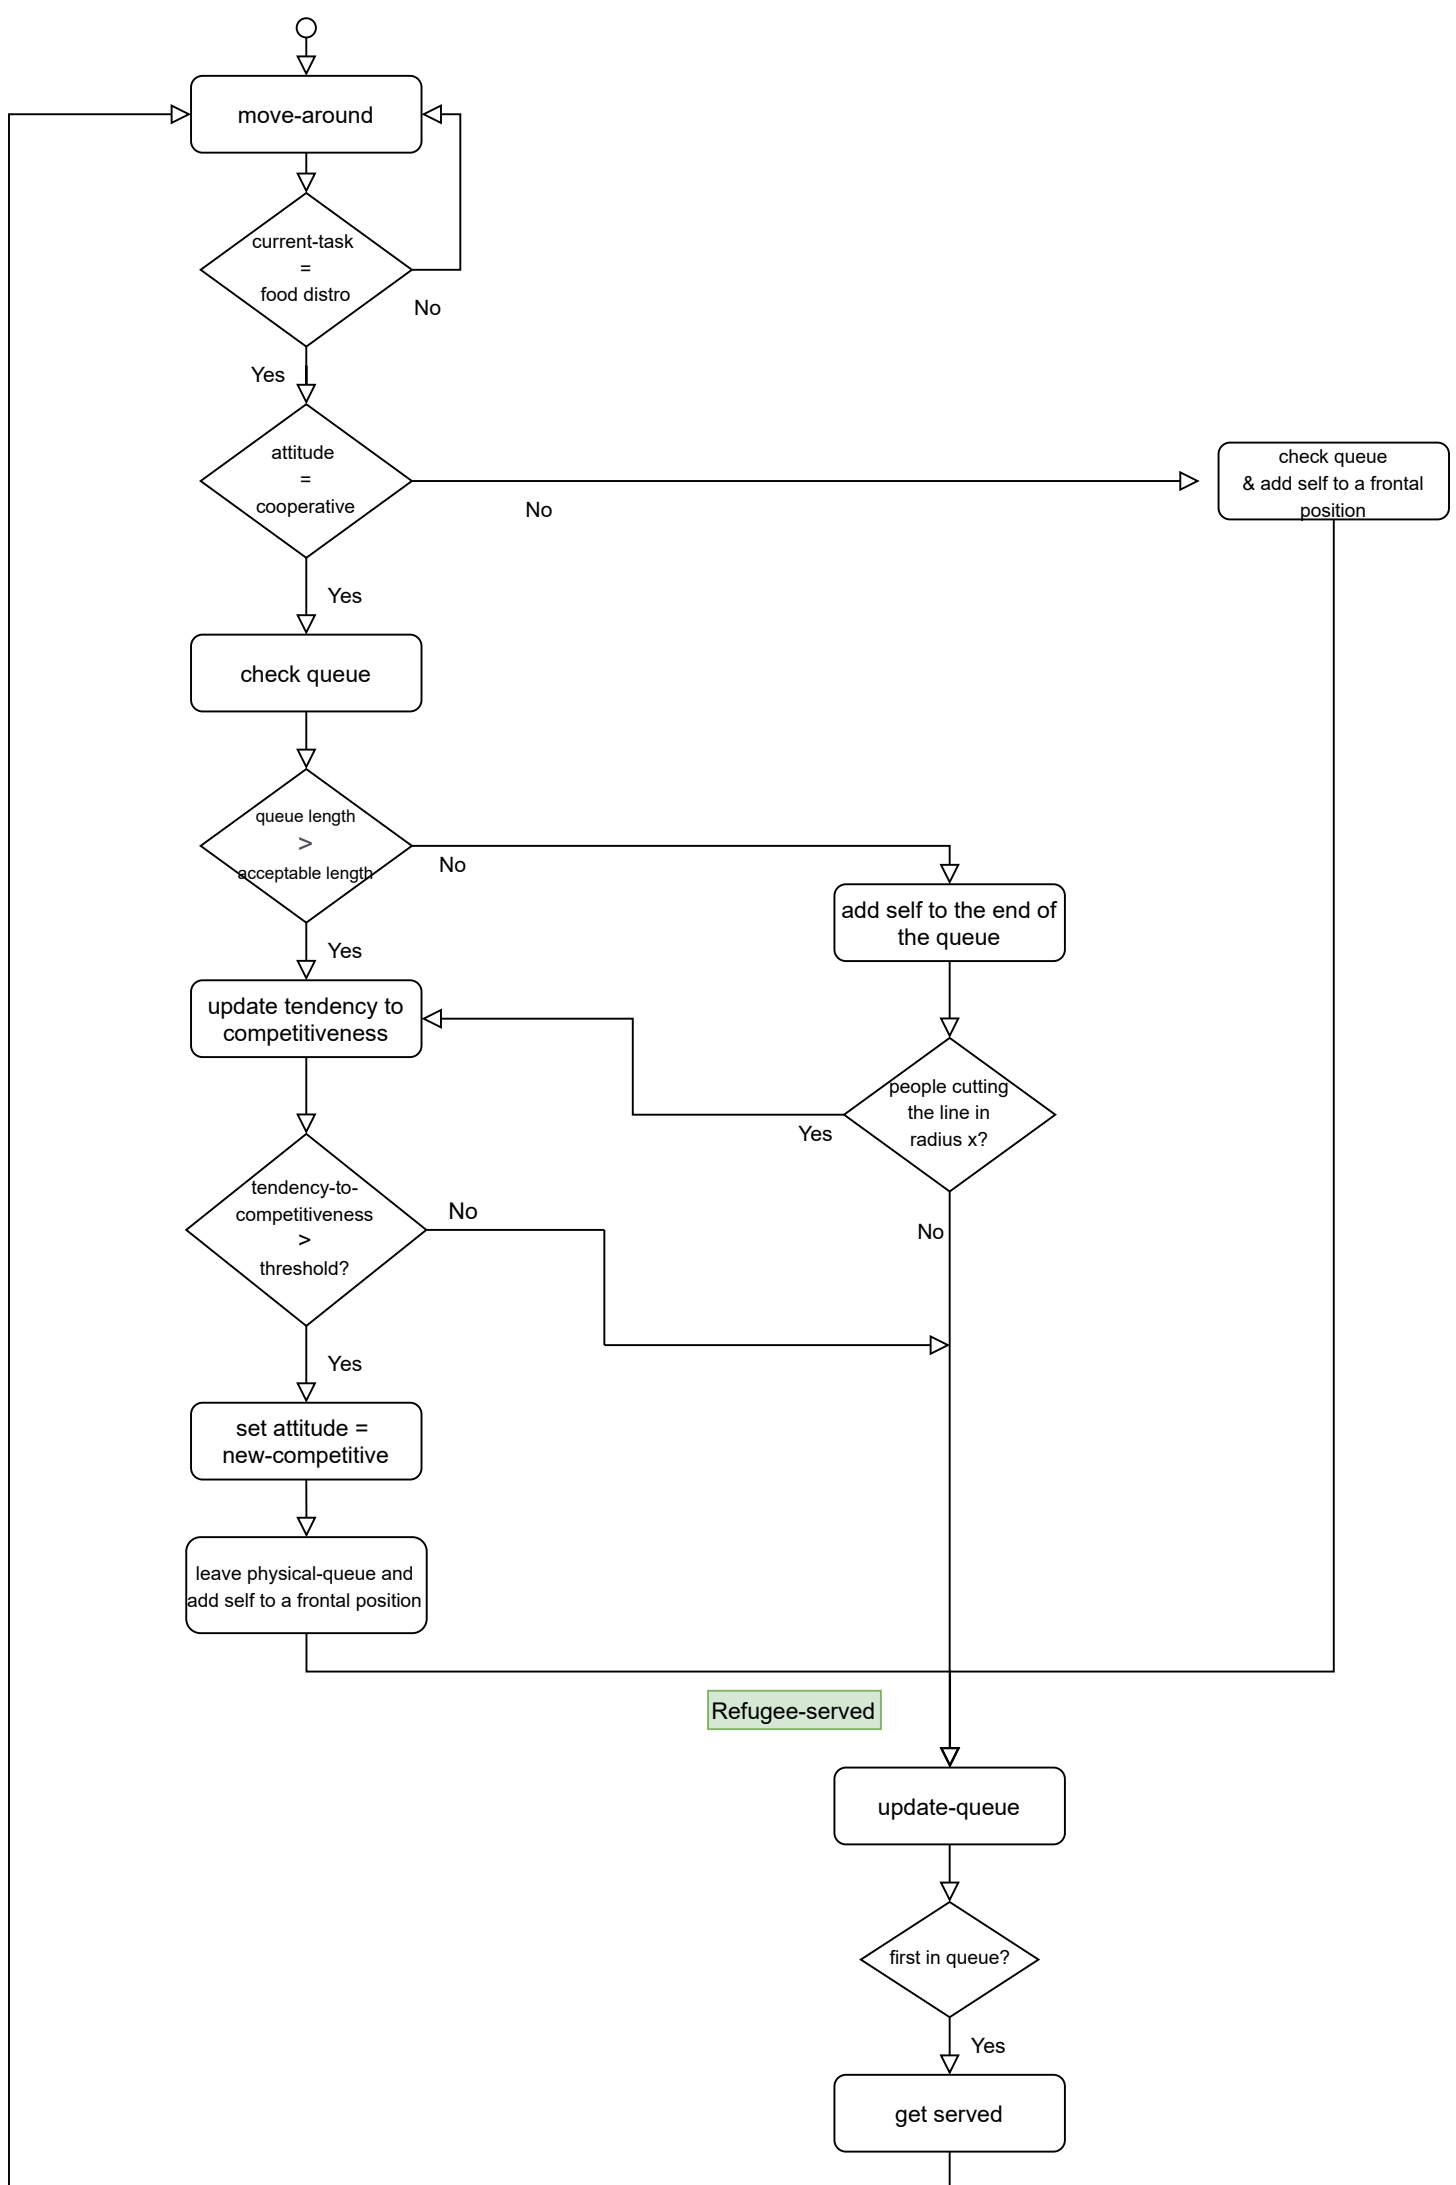 move-around
current-task
=
food distro
No
Yes
attitude
=
cooperative
No
check queue
& add self to a frontal
position
Yes
check queue
queue length
>
acceptable length
No
add self to the end of
the queue
Yes
update tendency to
competitiveness
people cutting
the line in
radius x?
Yes
tendency-to-
competitiveness
>
threshold?
No
No
Yes
set attitude =
new-competitive
leave physical-queue and
add self to a frontal position
Refugee-served
update-queue
first in queue?
Yes
get served